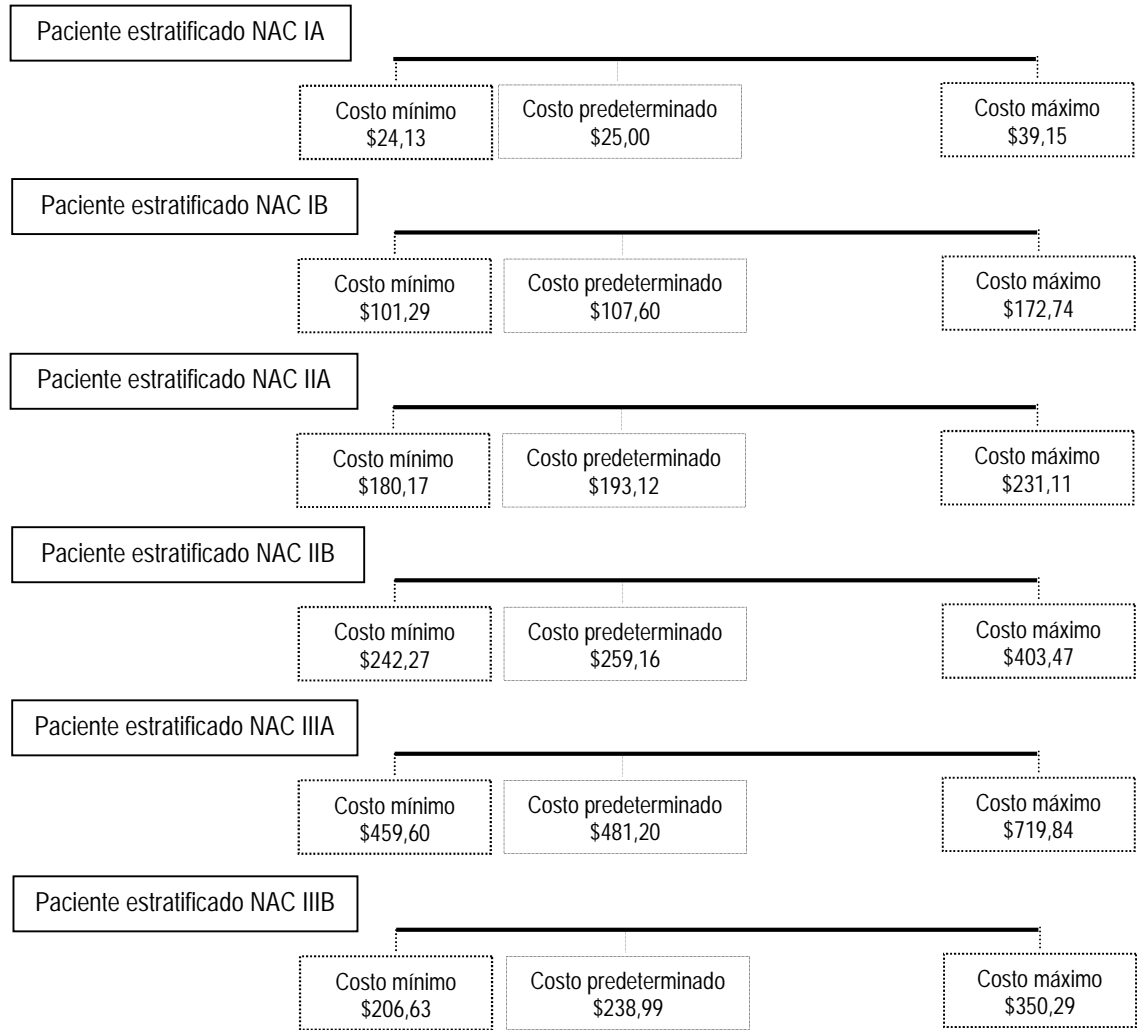 Paciente estratificado NAC IA
Costo mínimo
$24,13
Costo predeterminado
$25,00
Costo máximo
$39,15
Paciente estratificado NAC IB
Costo mínimo
$101,29
Costo predeterminado
$107,60
Costo máximo
$172,74
Paciente estratificado NAC IIA
Costo mínimo
$180,17
Costo predeterminado
$193,12
Costo máximo
$231,11
Paciente estratificado NAC IIB
Costo mínimo
$242,27
Costo predeterminado
$259,16
Costo máximo
$403,47
Paciente estratificado NAC IIIA
Costo mínimo
$459,60
Costo predeterminado
$481,20
Costo máximo
$719,84
Paciente estratificado NAC IIIB
Costo mínimo
$206,63
Costo predeterminado
$238,99
Costo máximo
$350,29